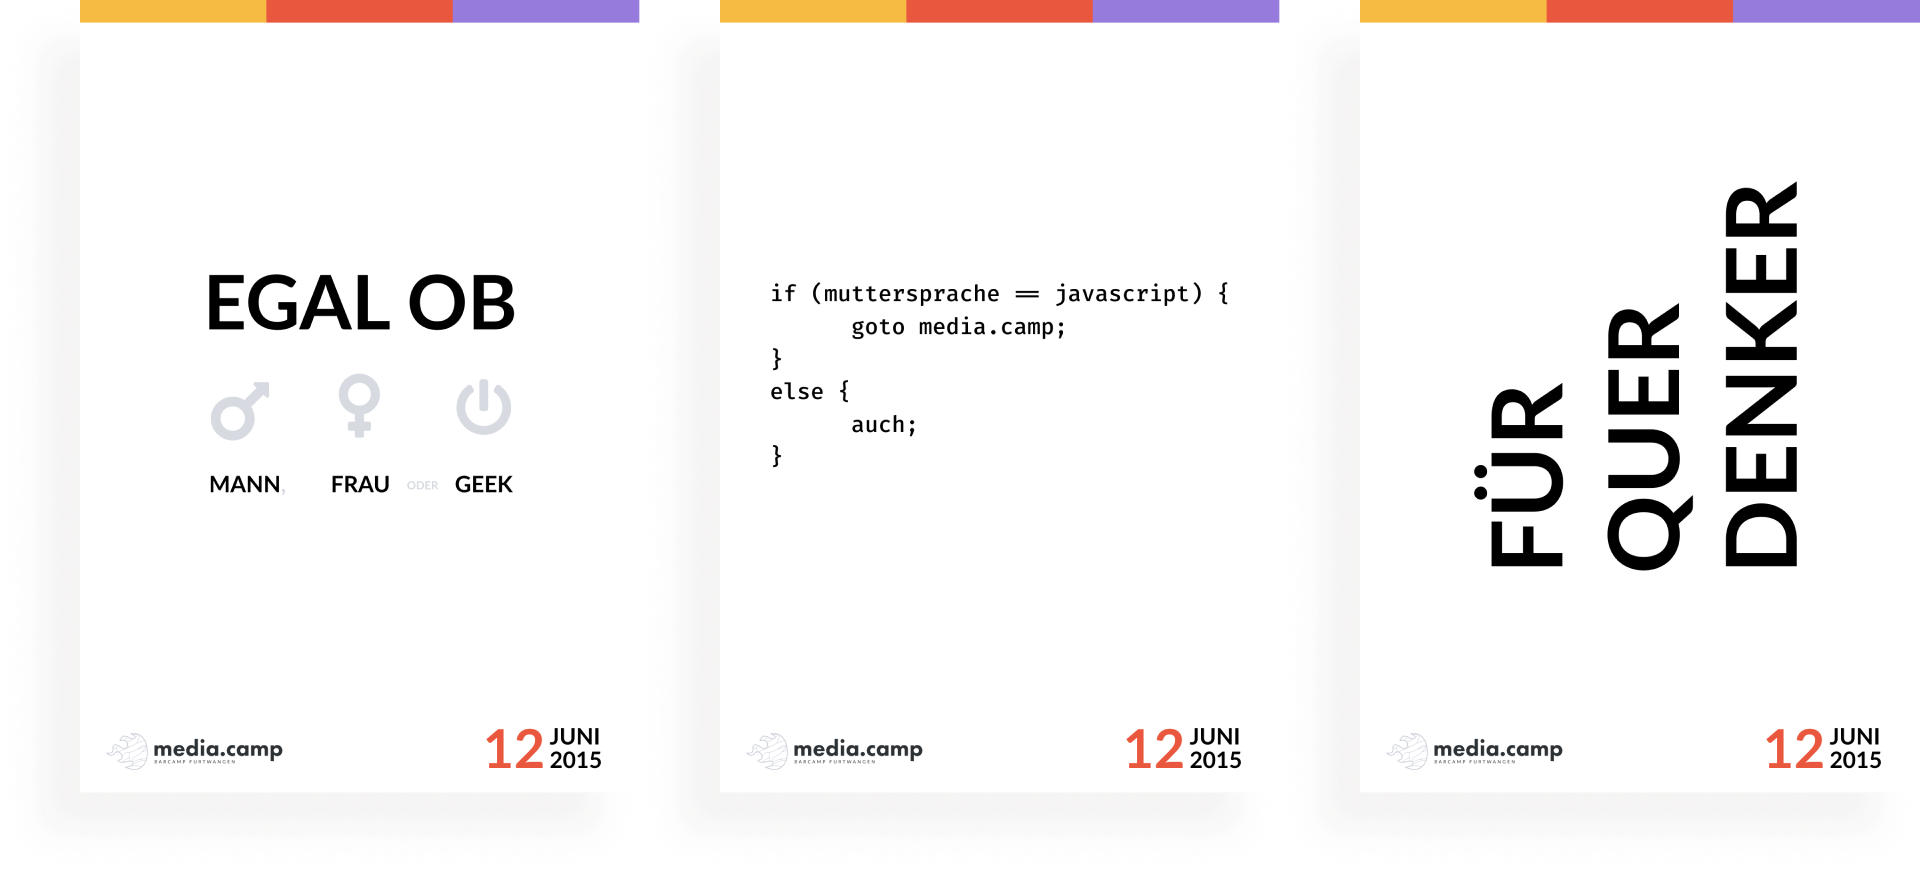 EGAL OB
MANN, FRAU ODER GEEK
media.camp
BARCAMP FURTWANGEN
12 JUNI
2015
if (muttersprache == javascript) {
goto media.camp;
}
else {
auch;
}
media.camp
BARCAMP FURTWANGEN
12 JUNI
2015
FÜR
QUER
DENKER
media.camp
BARCAMP FURTWANGEN
12 JUNI
2015